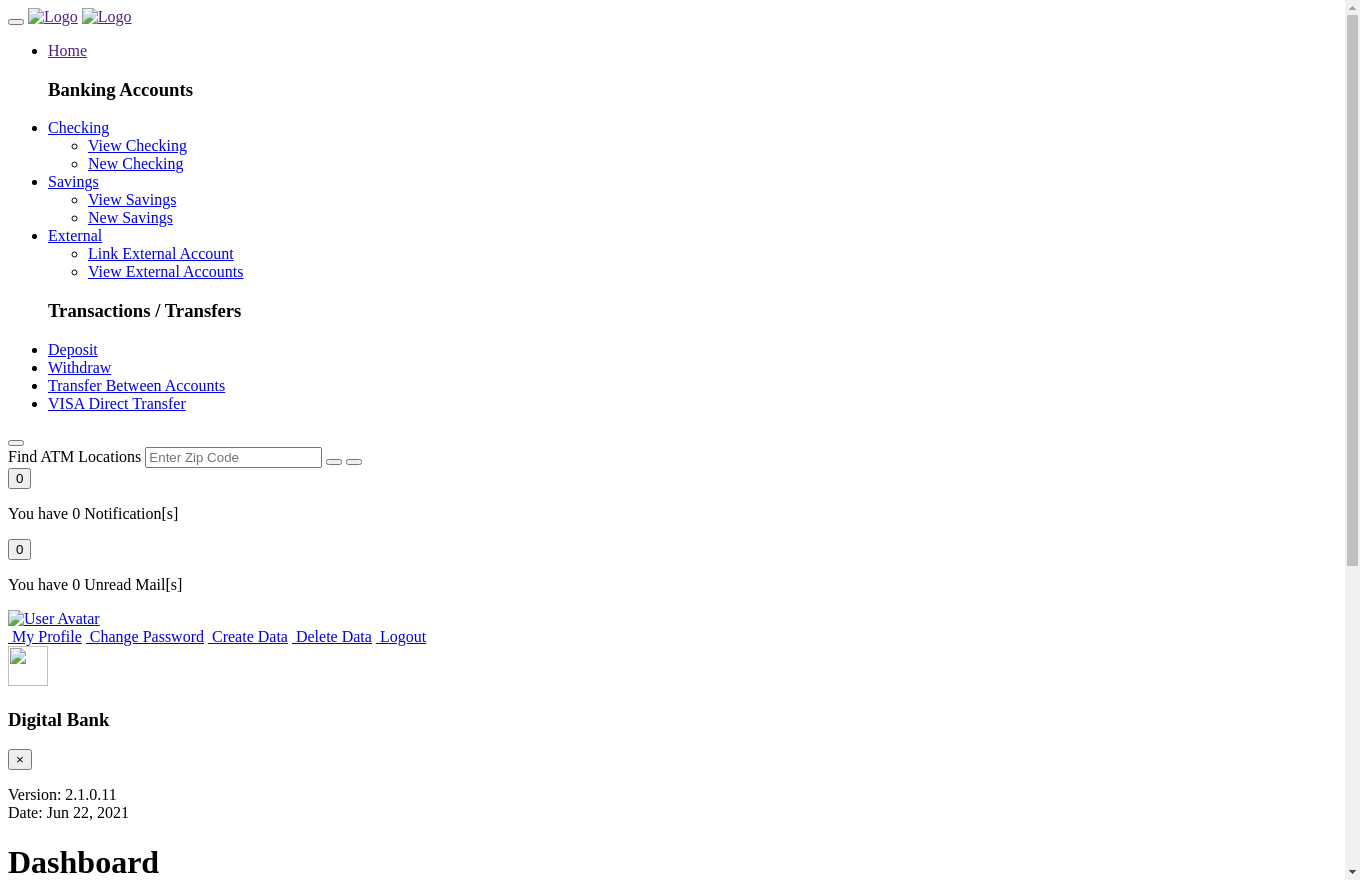 Logo Logo
Home
Banking Accounts
Checking
View Checking
New Checking
Savings
View Savings
New Savings
External
Link External Account
View External Accounts
Transactions / Transfers
Deposit
Withdraw
Transfer Between Accounts
VISA Direct Transfer
Find ATM Locations Enter Zip Code
0
You have 0 Notification[s]
0
You have 0 Unread Mail[s]
User Avatar
My Profile Change Password Create Data Delete Data Logout
Digital Bank
×
Version: 2.1.0.11
Date: Jun 22, 2021
Dashboard